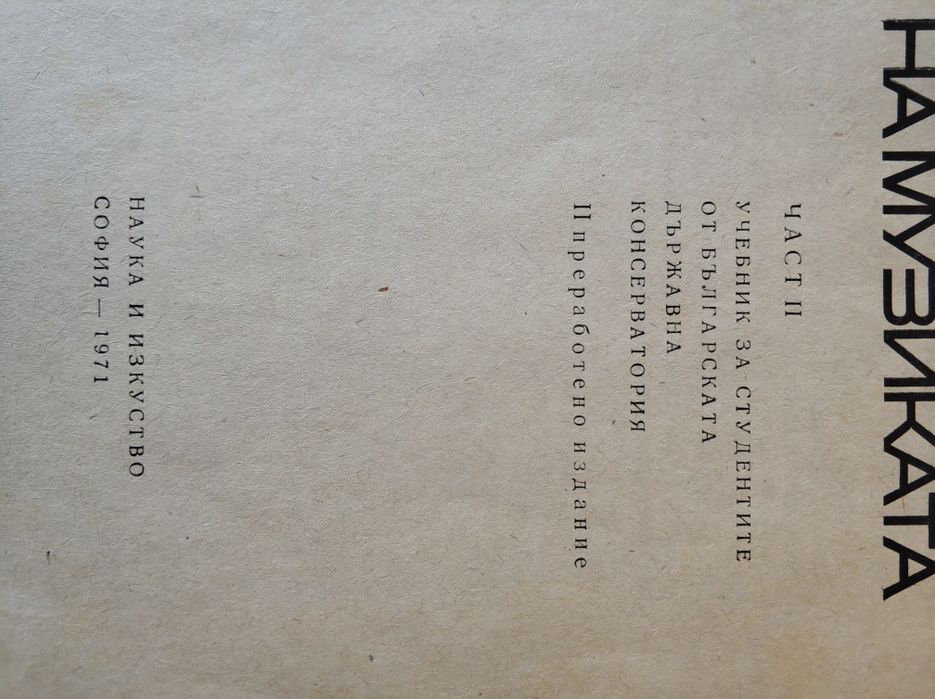 НА МУЗИКАТА
ЧАСТ II
УЧЕБНИК ЗА СТУДЕНТИТЕ
ОТ БЪЛГАРСКАТА
ДЪРЖАВНА
КОНСЕРВАТОРИЯ
II преработено издание
НАУКА И ИЗКУСТВО
СОФИЯ — 1971